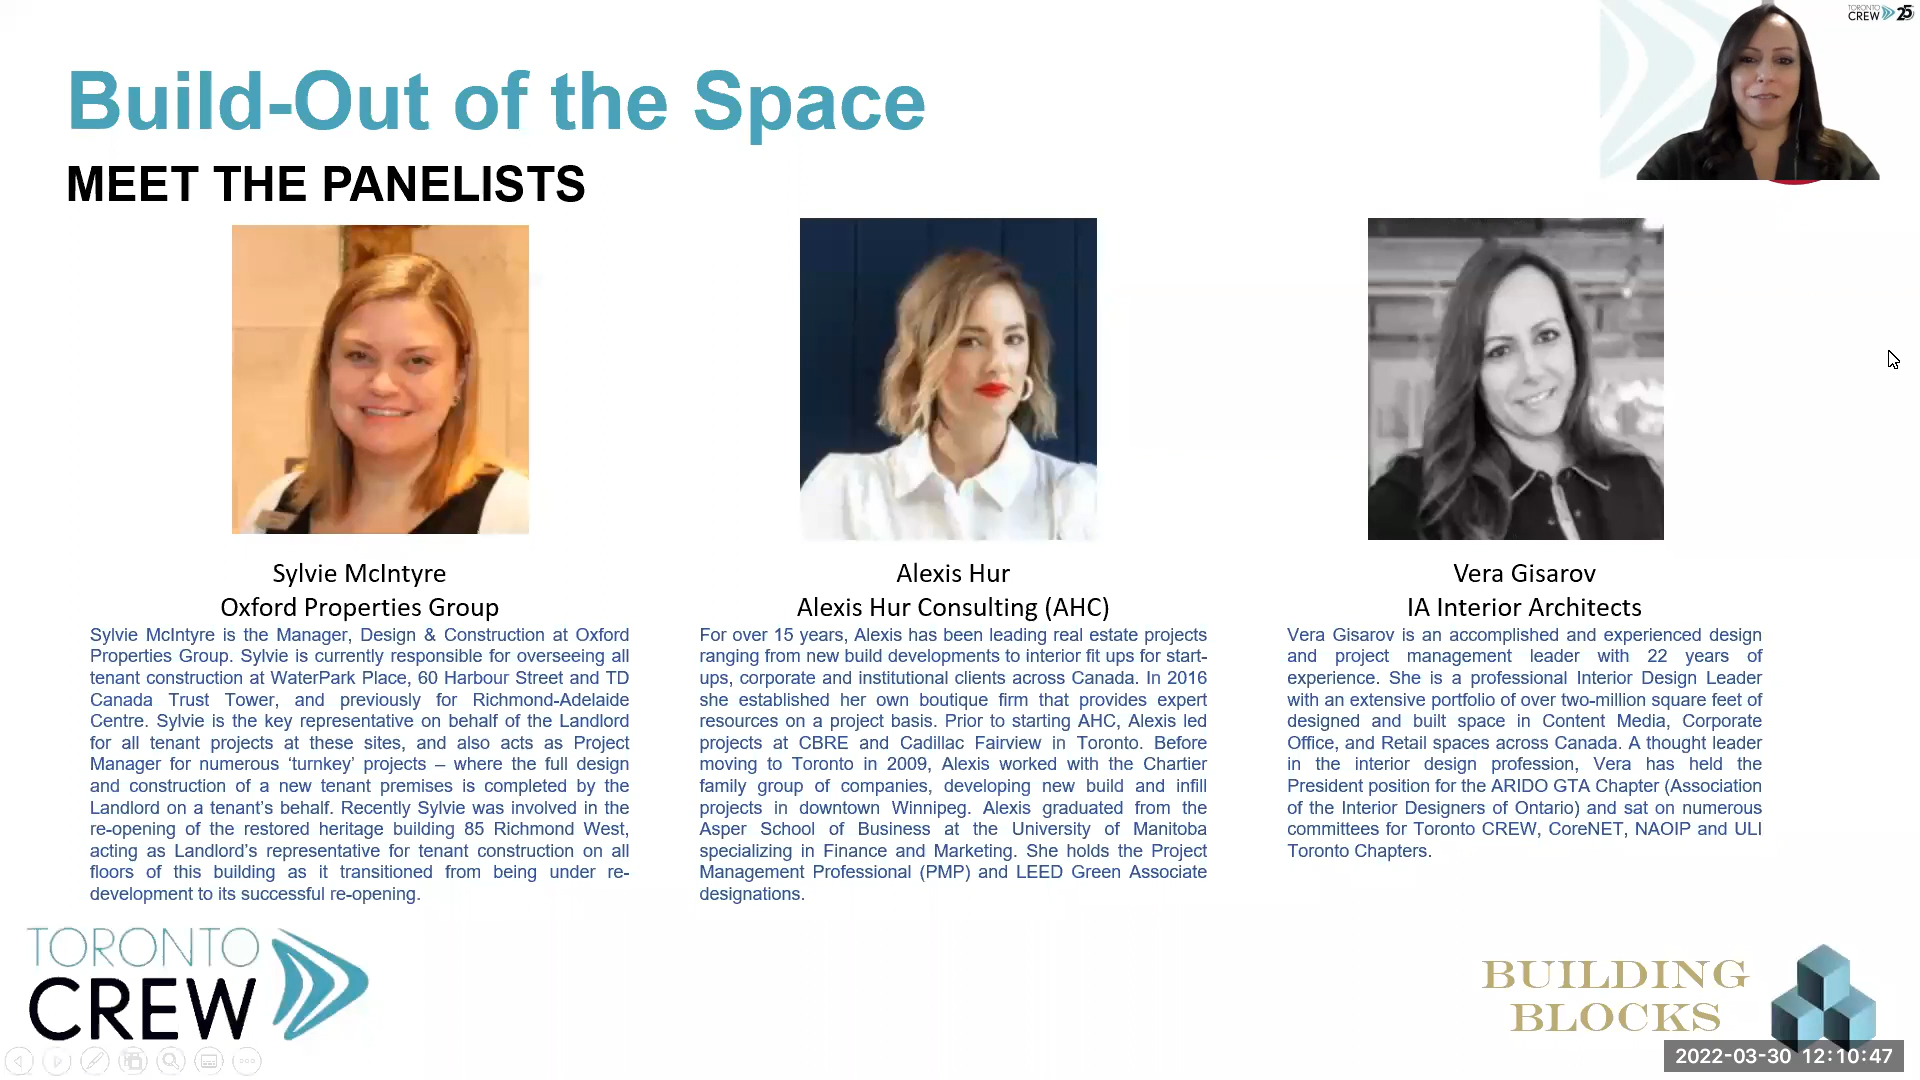 TORONTO
CREW 25
Build-Out of the Space
MEET THE PANELISTS
Sylvie McIntyre
Oxford Properties Group
Sylvie McIntyre is the Manager, Design & Construction at Oxford
Properties Group. Sylvie is currently responsible for overseeing all
tenant construction at WaterPark Place, 60 Harbour Street and TD
Canada Trust Tower, and previously for Richmond-Adelaide
Centre. Sylvie is the key representative on behalf of the Landlord
for all tenant projects at these sites, and also acts as Project
Manager for numerous ‘turnkey’ projects – where the full design
and construction of a new tenant premises is completed by the
Landlord on a tenant’s behalf. Recently Sylvie was involved in the
re-opening of the restored heritage building 85 Richmond West,
acting as Landlord’s representative for tenant construction on all
floors of this building as it transitioned from being under re-
development to its successful re-opening.
Alexis Hur
Alexis Hur Consulting (AHC)
For over 15 years, Alexis has been leading real estate projects
ranging from new build developments to interior fit ups for start-
ups, corporate and institutional clients across Canada. In 2016
she established her own boutique firm that provides expert
resources on a project basis. Prior to starting AHC, Alexis led
projects at CBRE and Cadillac Fairview in Toronto. Before
moving to Toronto in 2009, Alexis worked with the Chartier
family group of companies, developing new build and infill
projects in downtown Winnipeg. Alexis graduated from the
Asper School of Business at the University of Manitoba
specializing in Finance and Marketing. She holds the Project
Management Professional (PMP) and LEED Green Associate
designations.
Vera Gisarov
IA Interior Architects
Vera Gisarov is an accomplished and experienced design
and project management leader with 22 years of
experience. She is a professional Interior Design Leader
with an extensive portfolio of over two-million square feet of
designed and built space in Content Media, Corporate
Office, and Retail spaces across Canada. A thought leader
in the interior design profession, Vera has held the
President position for the ARIDO GTA Chapter (Association
of the Interior Designers of Ontario) and sat on numerous
committees for Toronto CREW, CoreNET, NAOIP and ULI
Toronto Chapters.
TORONTO
CREW
BUILDING
BLOCKS
2022-03-30 12:10:47